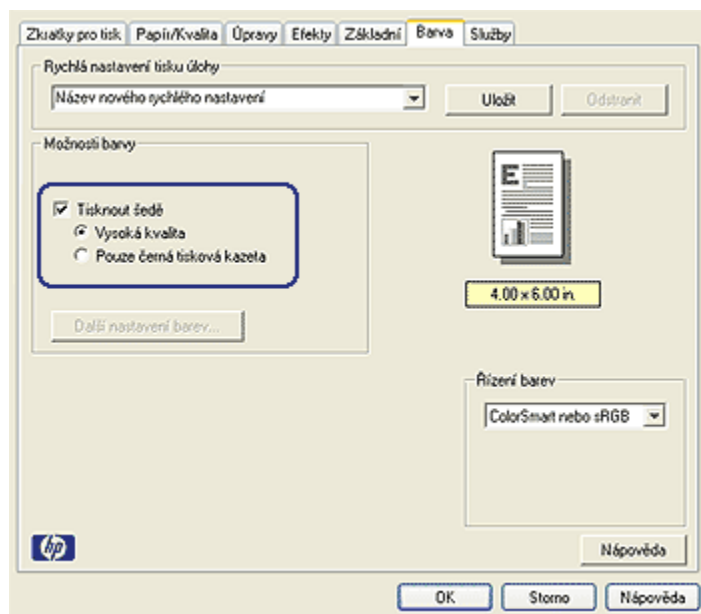 Zkratky pro tisk Papír/Kvalita Úpravy Efekty Základní Barva Služby
Rychlá nastavení tisku úlohy
Název nového rychlého nastavení
Uložit Odstranit
Možnosti barvy
Tisknout šedě
Vysoká kvalita
Pouze černá tisková kazeta
Další nastavení barev...
E
4.00 x 6.00 in.
Řízení barev
ColorSmart nebo sRGB
hp
Nápověda
OK Storno Nápověda